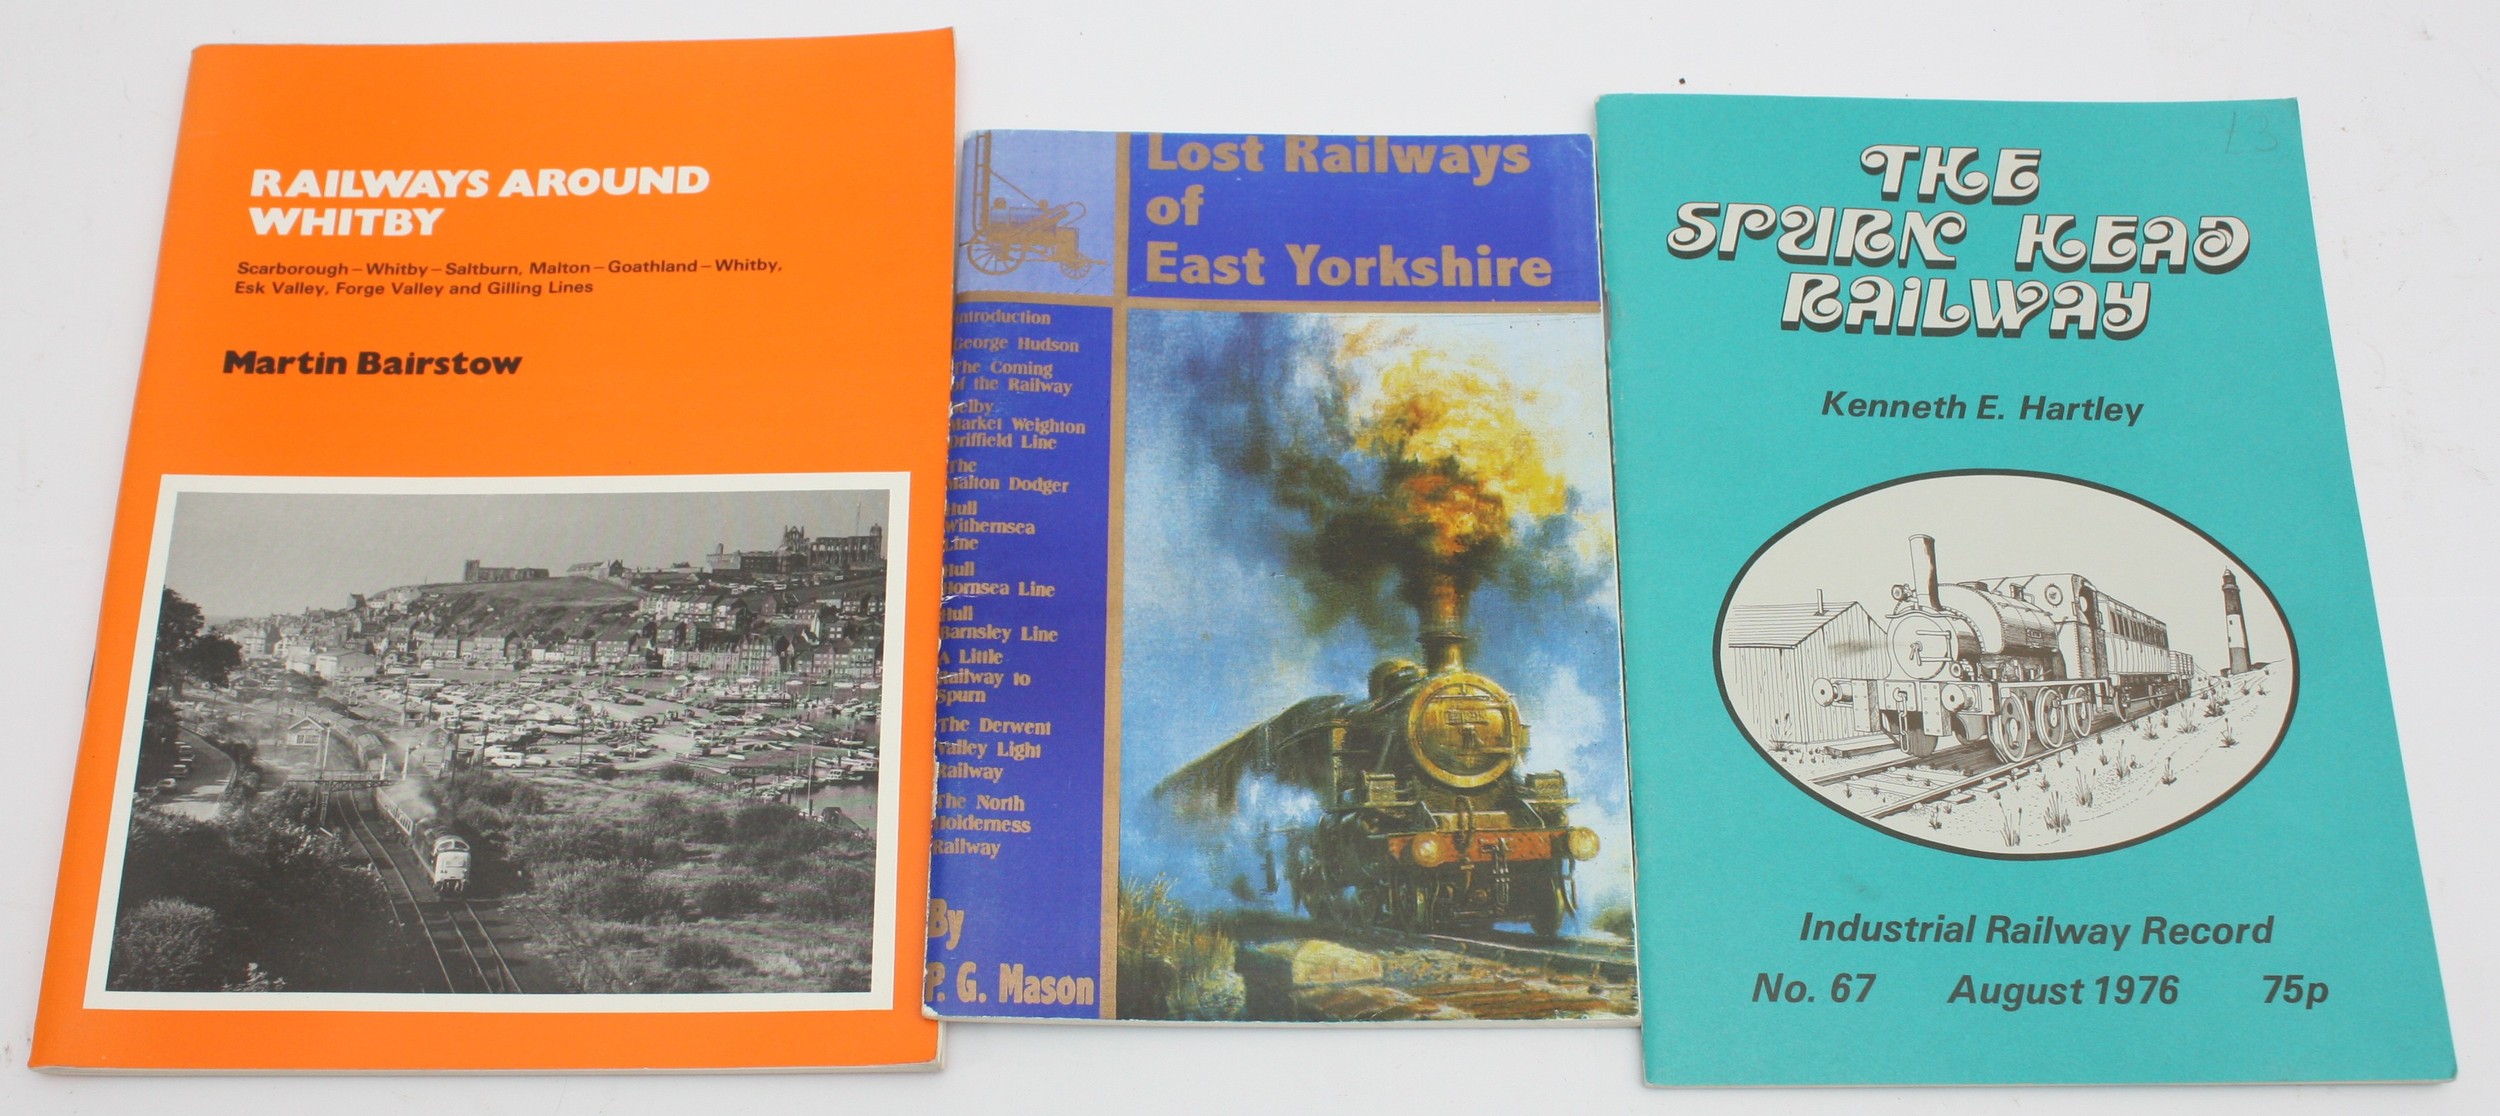 RAILWAYS AROUND
WHITBY
Scarborough – Whitby – Saltburn, Malton – Goathland – Whitby,
Esk Valley, Forge Valley and Gilling Lines
Martin Bairstow
Lost Railways
of
East Yorkshire
Introduction
George Hudson
The Coming
of the Railway
Selby
Market Weighton
Driffield Line
The
Malton Dodger
Hull
Withernsea
Line
Hull
Hornsea Line
Hull
Barnsley Line
A Little
Railway to
Spurn
The Derwent
Valley Light
Railway
The North
Holderness
Railway
By
P. G. Mason
13
THE
SPURN HEAD
RAILWAY
Kenneth E. Hartley
Industrial Railway Record
No. 67 August 1976 75p